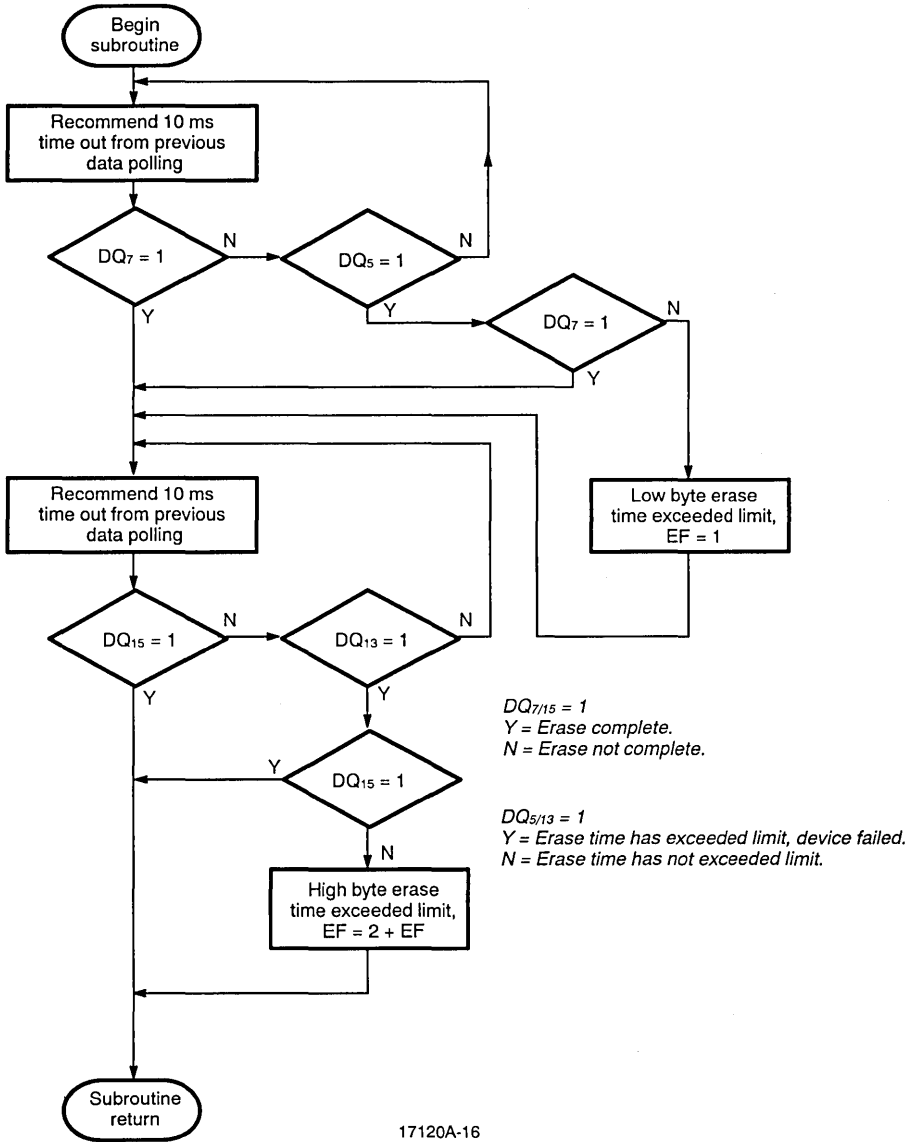 Begin
subroutine
Recommend 10 ms
time out from previous
data polling
DQ7 = 1
N
DQ5 = 1
N
Y
Y
DQ7 = 1
N
Y
Low byte erase
time exceeded limit,
EF = 1
Recommend 10 ms
time out from previous
data polling
DQ15 = 1
N
DQ13 = 1
N
Y
Y
DQ15 = 1
Y
N
High byte erase
time exceeded limit,
EF = 2 + EF
DQ7/15 = 1
Y = Erase complete.
N = Erase not complete.
DQ5/13 = 1
Y = Erase time has exceeded limit, device failed.
N = Erase time has not exceeded limit.
Subroutine
return
17120A-16